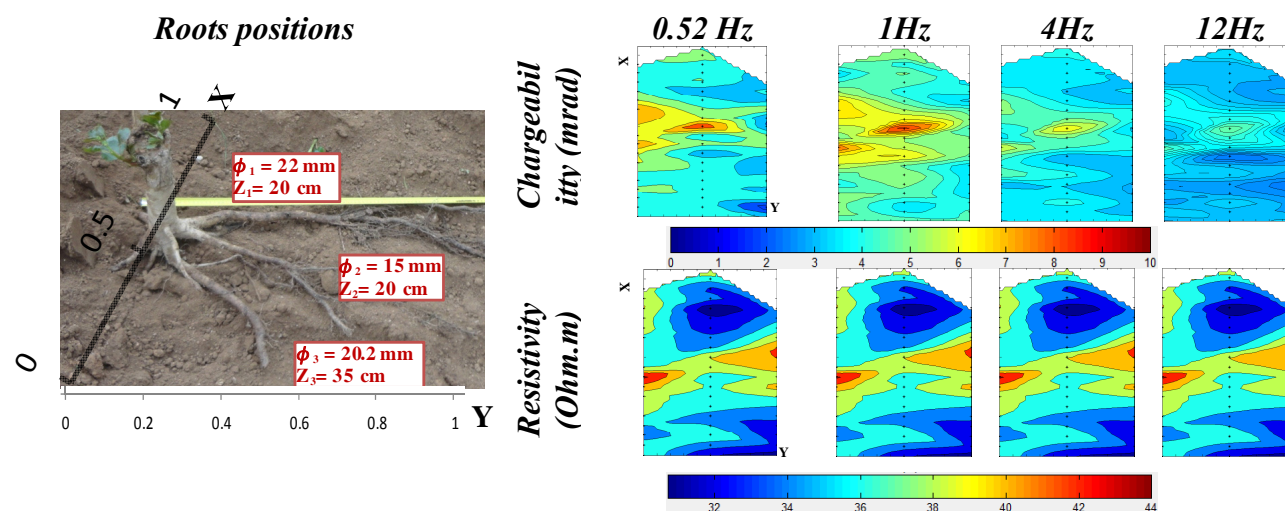 Roots positions
0.52 Hz
1Hz
4Hz
12Hz
X
1
X
0.5
0
ϕ₁ = 22 mm
Z₁= 20 cm
ϕ₂ = 15 mm
Z₂= 20 cm
ϕ₃ = 20.2 mm
Z₃= 35 cm
0 0.2 0.4 0.6 0.8 1 Y
Chargeabil
itty (mrad)
Y
0 1 2 3 4 5 6 7 8 9 10
X
Resistivity
(Ohm.m)
Y
32 34 36 38 40 42 44